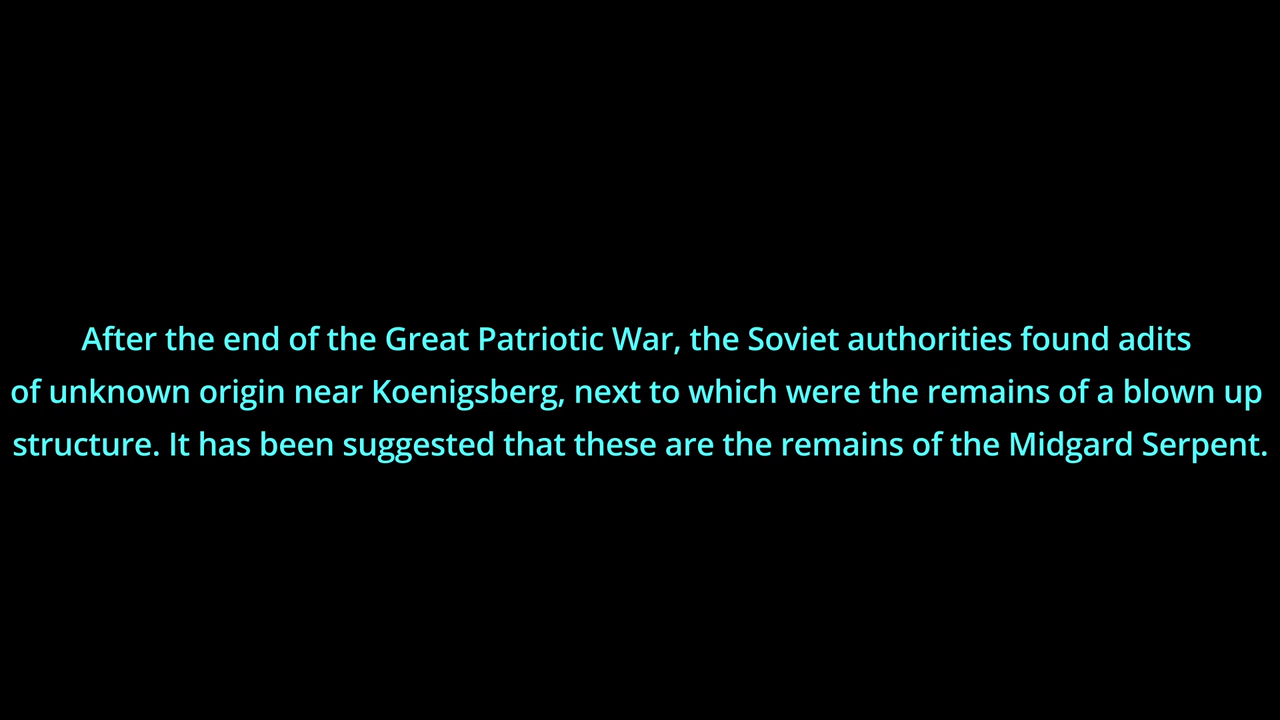 After the end of the Great Patriotic War, the Soviet authorities found adits
of unknown origin near Koenigsberg, next to which were the remains of a blown up
structure. It has been suggested that these are the remains of the Midgard Serpent.